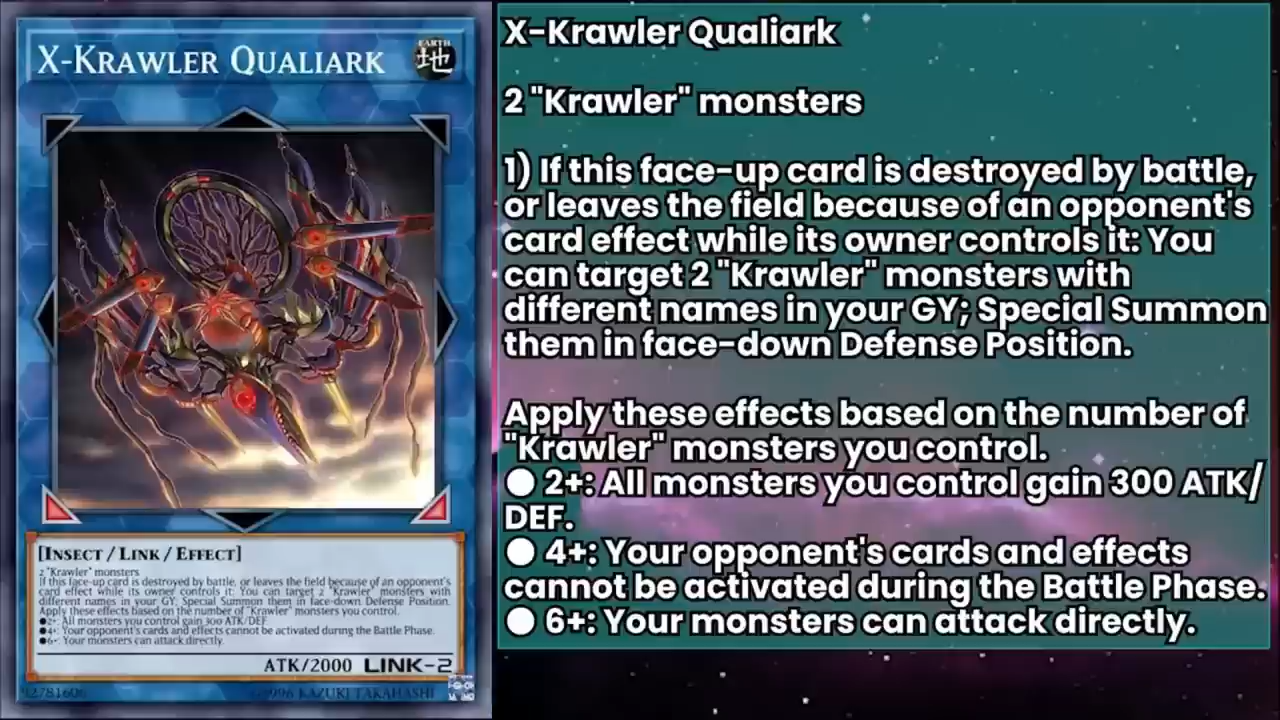 X-Krawler Qualiark
EARTH
地
[Insect / Link / Effect]
2 "Krawler" monsters
If this face-up card is destroyed by battle, or leaves the field because of an opponent's
card effect while its owner controls it: You can target 2 "Krawler" monsters with
different names in your GY; Special Summon them in face-down Defense Position.
Apply these effects based on the number of "Krawler" monsters you control.
●2+: All monsters you control gain 300 ATK/DEF.
●4+: Your opponent's cards and effects cannot be activated during the Battle Phase.
●6+: Your monsters can attack directly.
ATK/2000 LINK-2
©1996 KAZUKI TAKAHASHI
X-Krawler Qualiark
2 "Krawler" monsters
1) If this face-up card is destroyed by battle,
or leaves the field because of an opponent's
card effect while its owner controls it: You
can target 2 "Krawler" monsters with
different names in your GY; Special Summon
them in face-down Defense Position.
Apply these effects based on the number of
"Krawler" monsters you control.
● 2+: All monsters you control gain 300 ATK/
DEF.
● 4+: Your opponent's cards and effects
cannot be activated during the Battle Phase.
● 6+: Your monsters can attack directly.